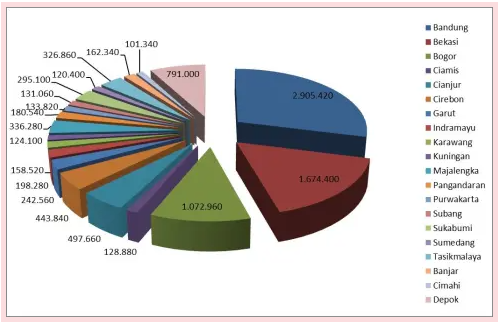 101.340
162.340
326.860
120.400
295.100
131.060
133.820
180.540
336.280
124.100
158.520
198.280
242.560
443.840
497.660
128.880
1.072.960
1.674.400
2.905.420
791.000
Bandung
Bekasi
Bogor
Ciamis
Cianjur
Cirebon
Garut
Indramayu
Karawang
Kuningan
Majalengka
Pangandaran
Purwakarta
Subang
Sukabumi
Sumedang
Tasikmalaya
Banjar
Cimahi
Depok